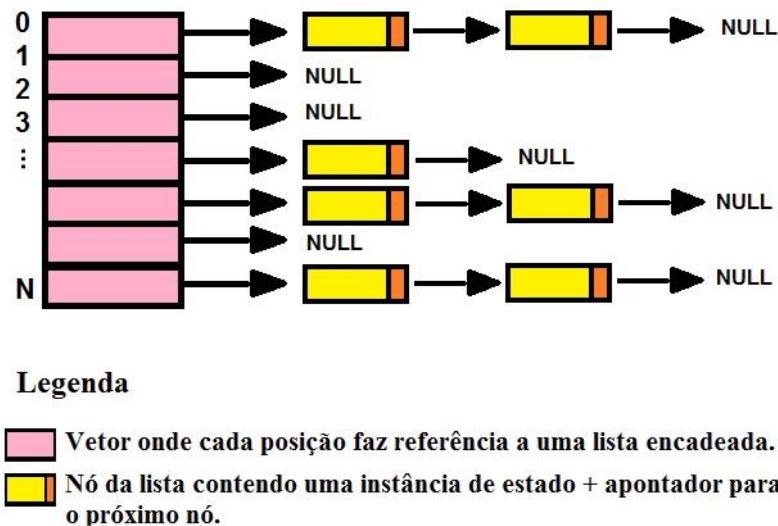 0
NULL
1
NULL
2
NULL
3
...
NULL
NULL
NULL
N
NULL
Legenda
Vetor onde cada posição faz referência a uma lista encadeada.
Nó da lista contendo uma instância de estado + apontador para
o próximo nó.